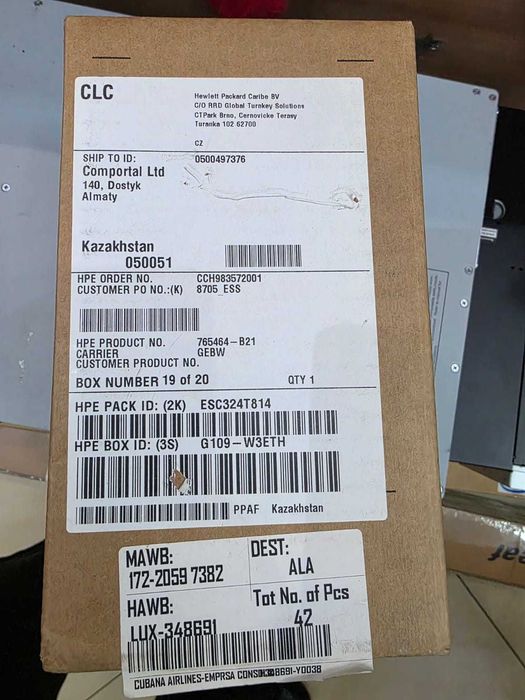 CLC
Hewlett Packard Caribe BV
C/O RRD Global Turnkey Solutions
CTPark Brno, Cernovicke Terasy
Turanka 102 62700
CZ
SHIP TO ID: 0500497376
Comportal Ltd
140, Dostyk
Almaty
Kazakhstan
050051
HPE ORDER NO. CCH983572001
CUSTOMER PO NO.:(K) 8705_ESS
HPE PRODUCT NO. 765464-B21
CARRIER GEBW
CUSTOMER PRODUCT NO.
BOX NUMBER 19 of 20 QTY 1
HPE PACK ID: (2K) ESC324T814
HPE BOX ID: (3S) G109-W3ETH
PPAF Kazakhstan
MAWB:
172-2059 7382
DEST:
ALA
HAWB:
LUX-348691
Tot No. of Pcs
42
CUBANA AIRLINES-EMPRSA